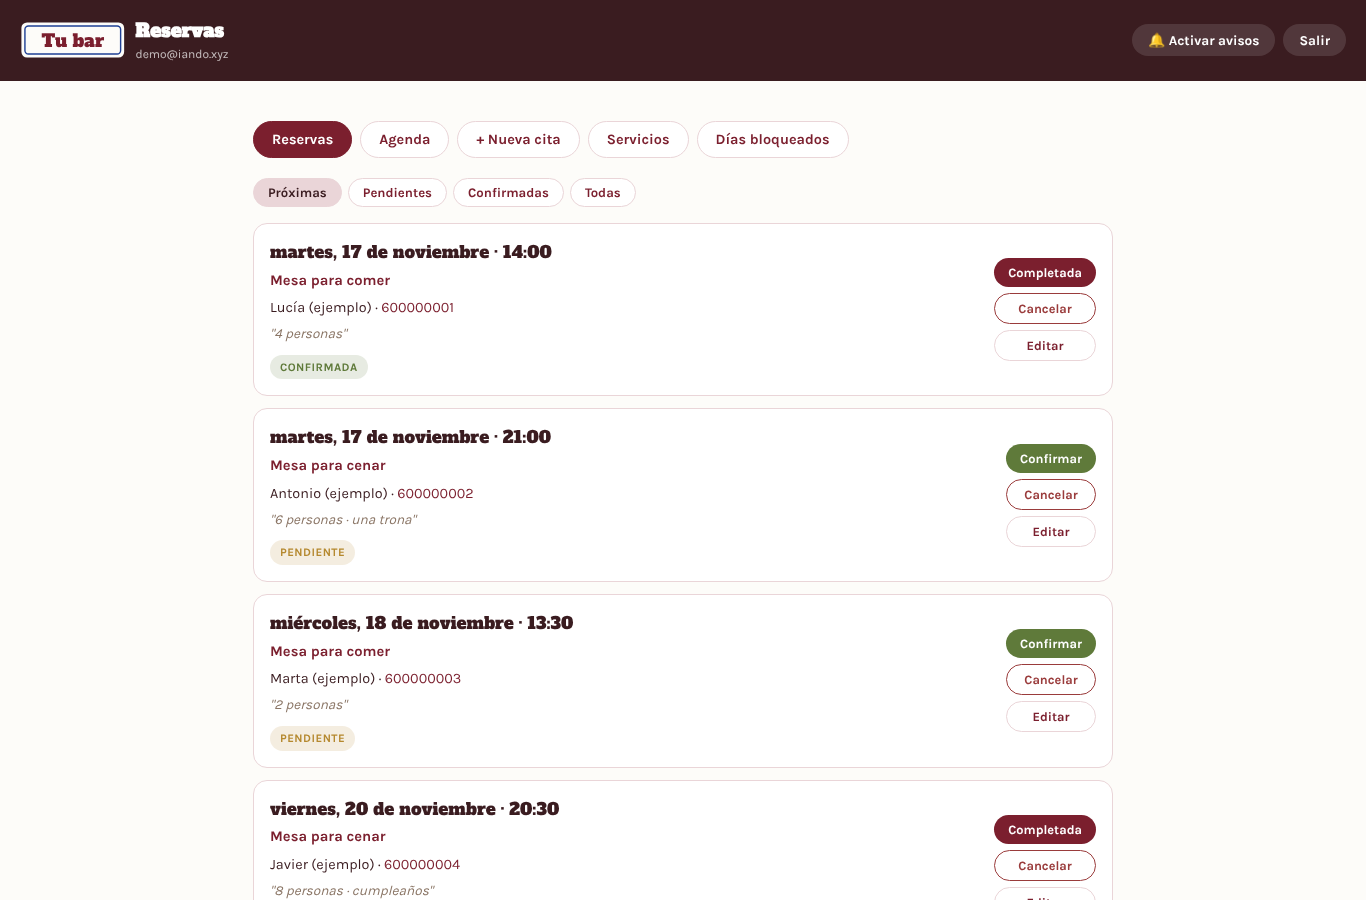 Tu bar
Reservas
demo@iando.xyz
🔔 Activar avisos
Salir
Reservas
Agenda
+ Nueva cita
Servicios
Días bloqueados
Próximas
Pendientes
Confirmadas
Todas
martes, 17 de noviembre · 14:00
Mesa para comer
Lucía (ejemplo) · 600000001
"4 personas"
CONFIRMADA
Completada
Cancelar
Editar
martes, 17 de noviembre · 21:00
Mesa para cenar
Antonio (ejemplo) · 600000002
"6 personas · una trona"
PENDIENTE
Confirmar
Cancelar
Editar
miércoles, 18 de noviembre · 13:30
Mesa para comer
Marta (ejemplo) · 600000003
"2 personas"
PENDIENTE
Confirmar
Cancelar
Editar
viernes, 20 de noviembre · 20:30
Mesa para cenar
Javier (ejemplo) · 600000004
"8 personas · cumpleaños"
Completada
Cancelar